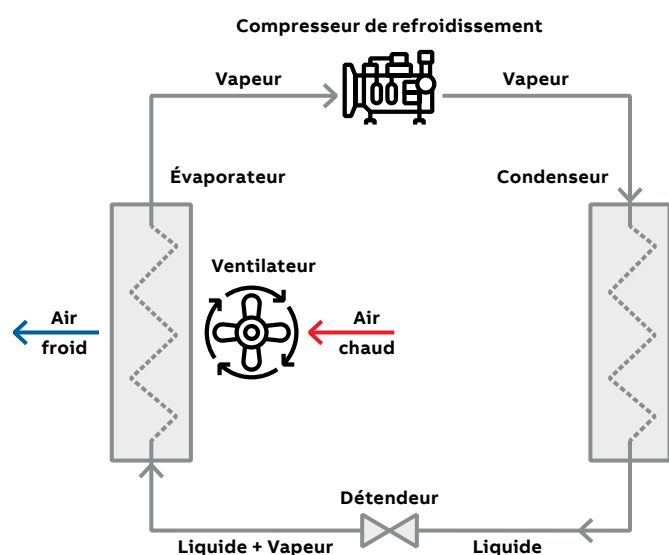 Compresseur de refroidissement
Vapeur
Vapeur
Évaporateur
Condenseur
Ventilateur
Air
froid
Air
chaud
Détendeur
Liquide + Vapeur
Liquide